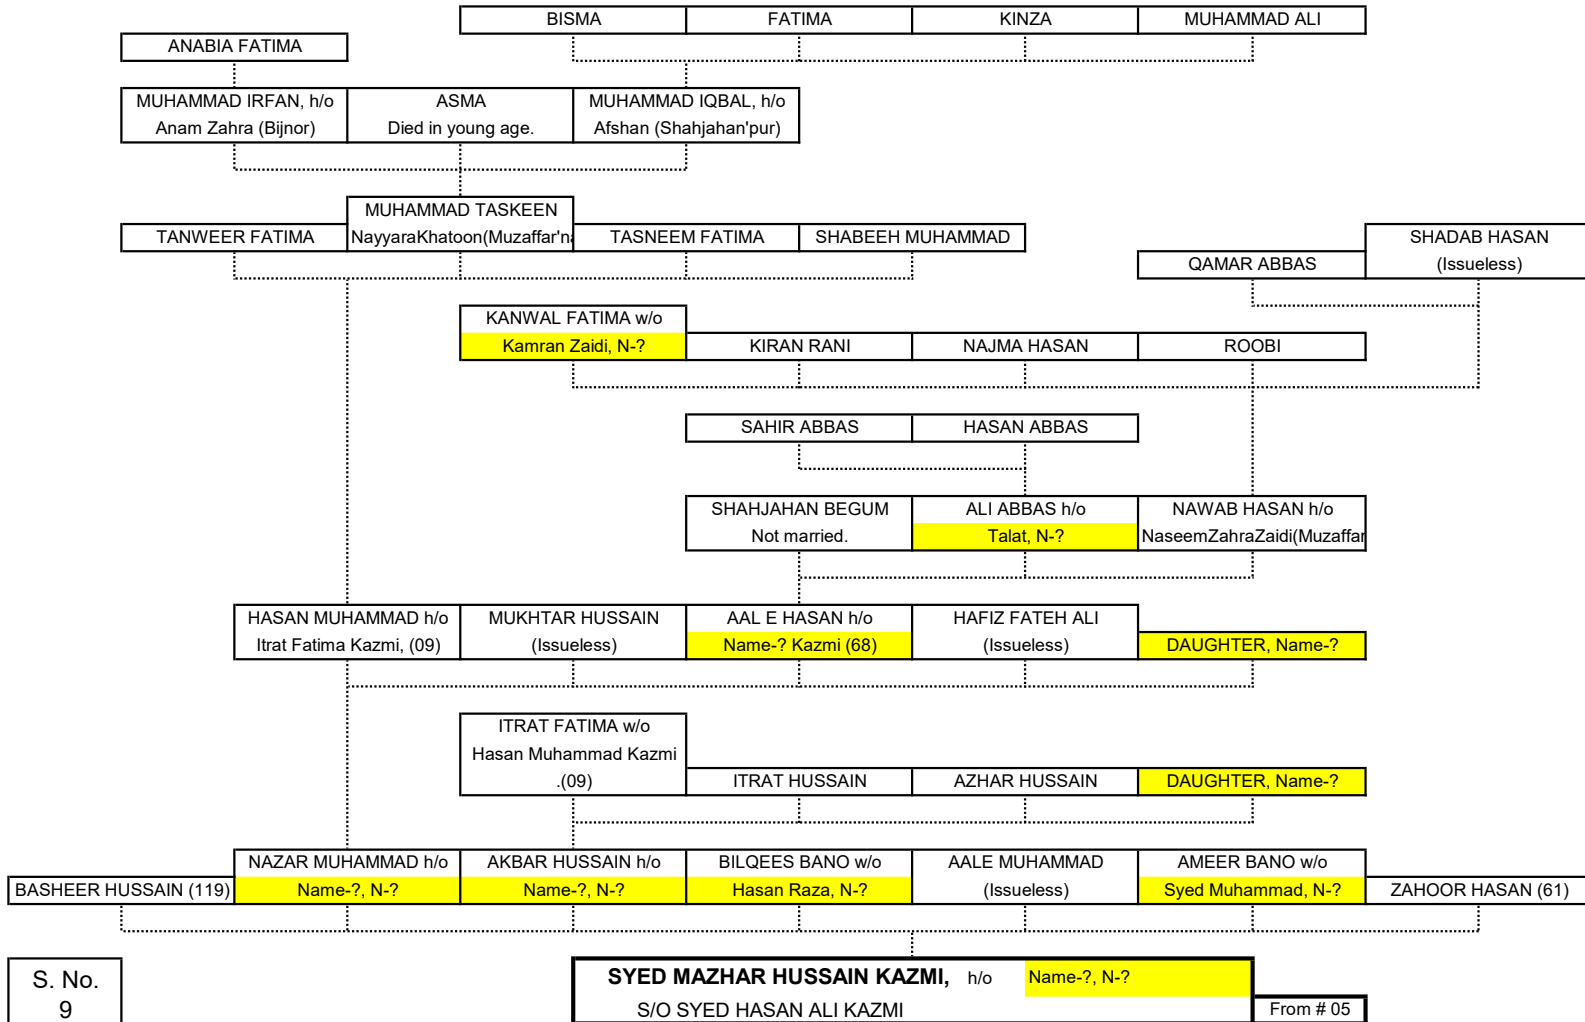 BISMA FATIMA KINZA MUHAMMAD ALI
ANABIA FATIMA
MUHAMMAD IRFAN, h/o ASMA MUHAMMAD IQBAL, h/o
Anam Zahra (Bijnor) Died in young age. Afshan (Shahjahan'pur)
MUHAMMAD TASKEEN SHADAB HASAN
TANWEER FATIMA NayyaraKhatoon(Muzaffar'na TASNEEM FATIMA SHABEEH MUHAMMAD
QAMAR ABBAS (Issueless)
KANWAL FATIMA w/o
Kamran Zaidi, N-? KIRAN RANI NAJMA HASAN ROOBI
SAHIR ABBAS HASAN ABBAS
SHAHJAHAN BEGUM ALI ABBAS h/o NAWAB HASAN h/o
Not married. Talat, N-? NaseemZahraZaidi(Muzaffar
HASAN MUHAMMAD h/o MUKHTAR HUSSAIN AAL E HASAN h/o HAFIZ FATEH ALI
Itrat Fatima Kazmi, (09) (Issueless) Name-? Kazmi (68) (Issueless) DAUGHTER, Name-?
ITRAT FATIMA w/o
Hasan Muhammad Kazmi
.(09) ITRAT HUSSAIN AZHAR HUSSAIN DAUGHTER, Name-?
NAZAR MUHAMMAD h/o AKBAR HUSSAIN h/o BILQEES BANO w/o AALE MUHAMMAD AMEER BANO w/o
BASHEER HUSSAIN (119) Name-?, N-? Name-?, N-? Hasan Raza, N-? (Issueless) Syed Muhammad, N-? ZAHOOR HASAN (61)
S. No. SYED MAZHAR HUSSAIN KAZMI, h/o Name-?, N-?
9 S/O SYED HASAN ALI KAZMI From # 05